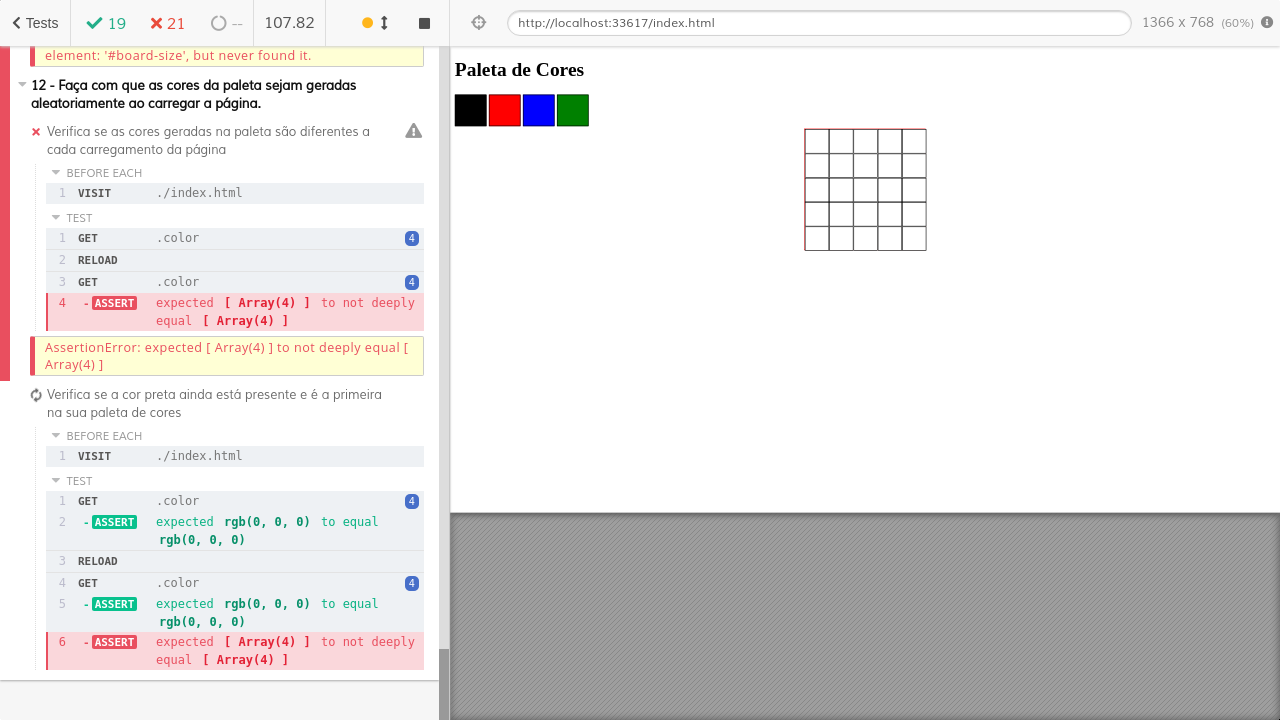 Tests
19
21
--
107.82
http://localhost:33617/index.html
1366 x 768 (60%)
element: '#board-size', but never found it.
12 - Faça com que as cores da paleta sejam geradas
aleatoriamente ao carregar a página.
Verifica se as cores geradas na paleta são diferentes a
cada carregamento da página
BEFORE EACH
1 VISIT ./index.html
TEST
1 GET .color 4
2 RELOAD
3 GET .color 4
4 -ASSERT expected [ Array(4) ] to not deeply
equal [ Array(4) ]
AssertionError: expected [ Array(4) ] to not deeply equal [
Array(4) ]
Verifica se a cor preta ainda está presente e é a primeira
na sua paleta de cores
BEFORE EACH
1 VISIT ./index.html
TEST
1 GET .color 4
2 -ASSERT expected rgb(0, 0, 0) to equal
rgb(0, 0, 0)
3 RELOAD
4 GET .color 4
5 -ASSERT expected rgb(0, 0, 0) to equal
rgb(0, 0, 0)
6 -ASSERT expected [ Array(4) ] to not deeply
equal [ Array(4) ]
Paleta de Cores